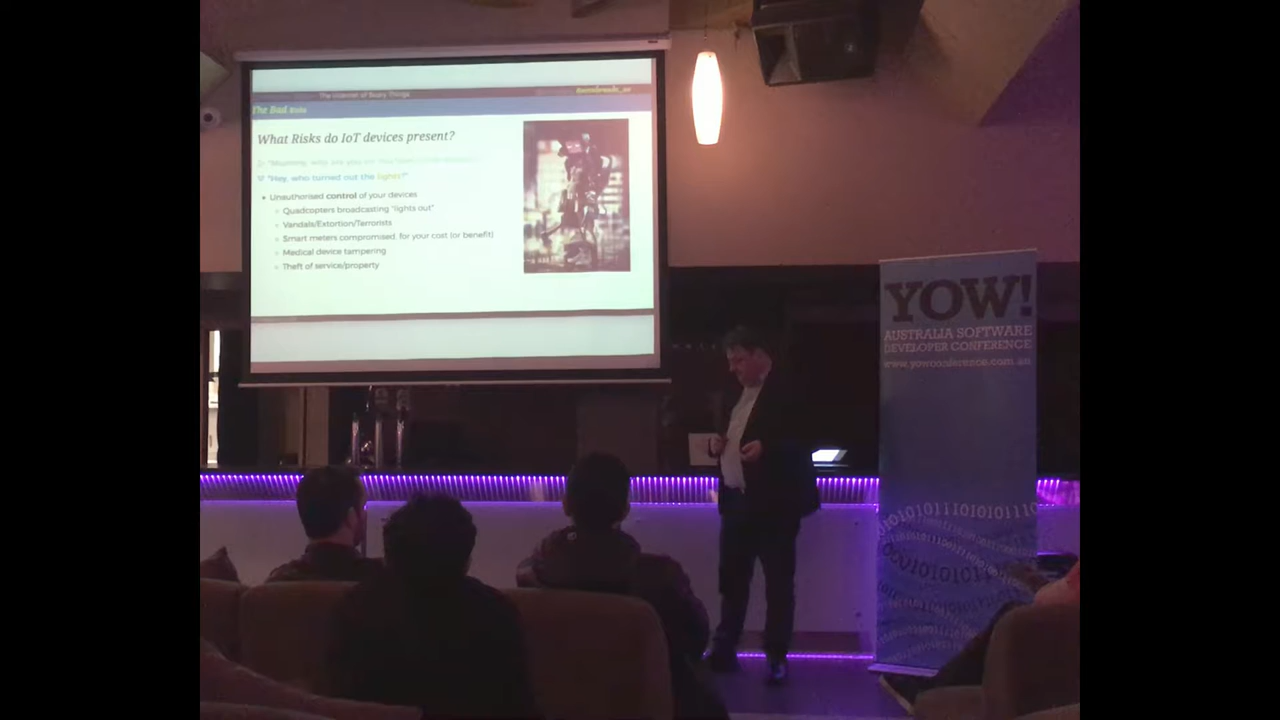 The Internet of Scary Things
The Bad Bits
What Risks do IoT devices present?
"Hey, who turned out the lights?"
Unauthorised control of your devices
Quadcopters broadcasting "lights out"
Vandals/Extortion/Terrorists
Smart meters compromised, for your cost (or benefit)
Medical device tampering
Theft of service/property
YOW!
AUSTRALIA SOFTWARE
DEVELOPER CONFERENCE
www.yowconference.com.au